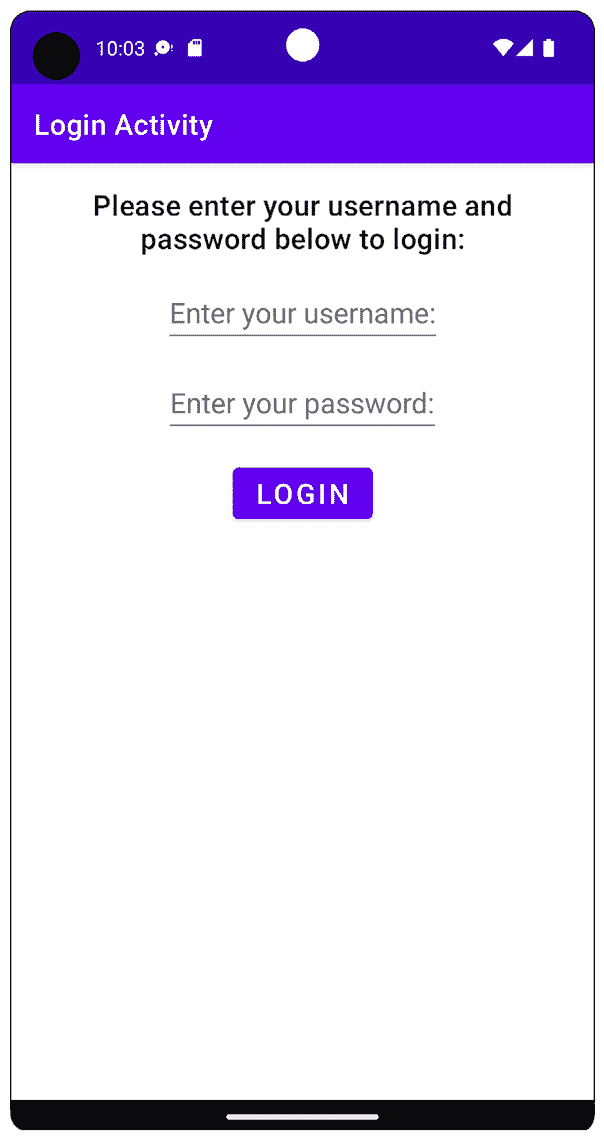 10:03
Login Activity
Please enter your username and
password below to login:
Enter your username:
Enter your password:
LOGIN